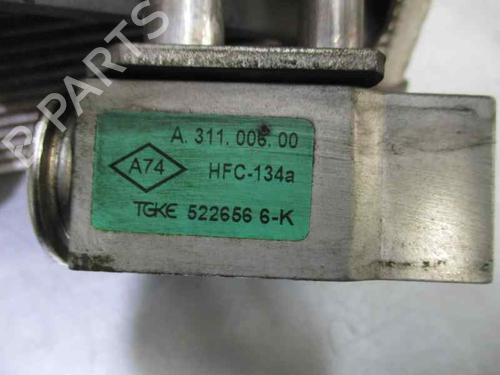 A. 311. 006. 00
A74
HFC-134a
TGKE 522656 6-K
B-PARTS